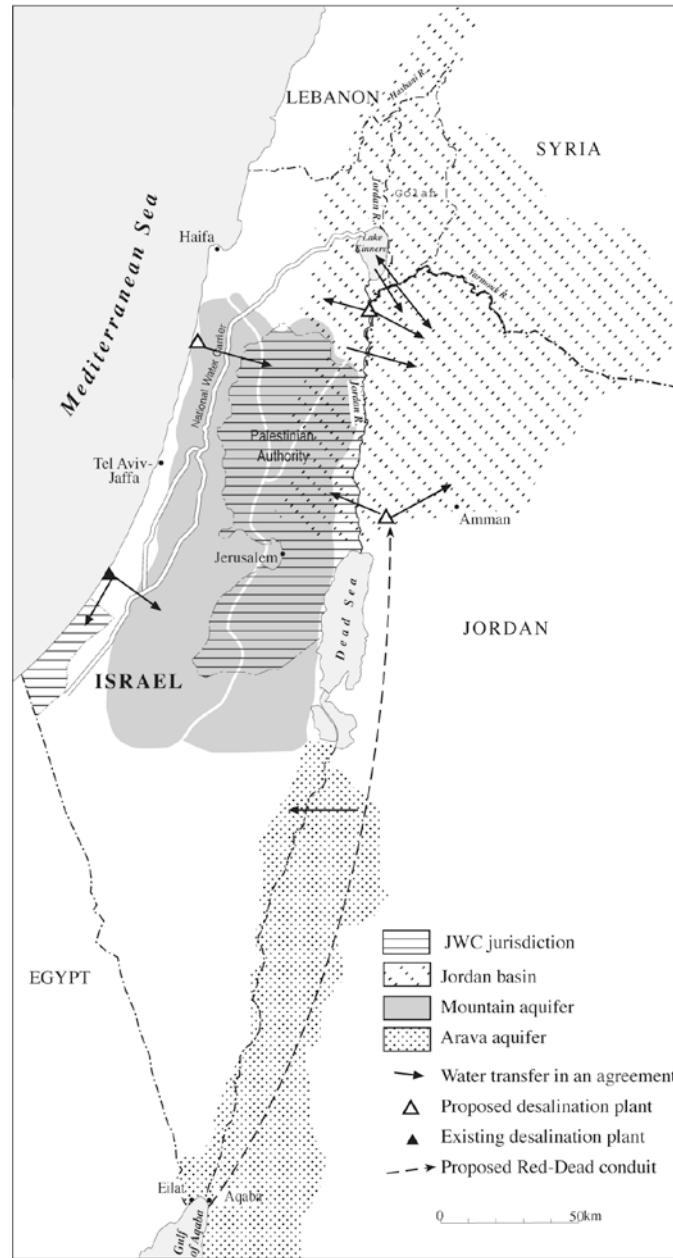 LEBANON
Hasbani R.
SYRIA
Golan
Jordan R.
Mediterranean Sea
Haifa
Lake
Kinneret
Yarmouk R.
National Water Carrier
Jordan R.
Palestinian
Authority
Tel Aviv-
Jaffa
Amman
Jerusalem
Dead Sea
JORDAN
ISRAEL
EGYPT
JWC jurisdiction
Jordan basin
Mountain aquifer
Arava aquifer
Water transfer in an agreement
Proposed desalination plant
Existing desalination plant
Proposed Red-Dead conduit
Eilat
Aqaba
Gulf
of Aqaba
0 50km